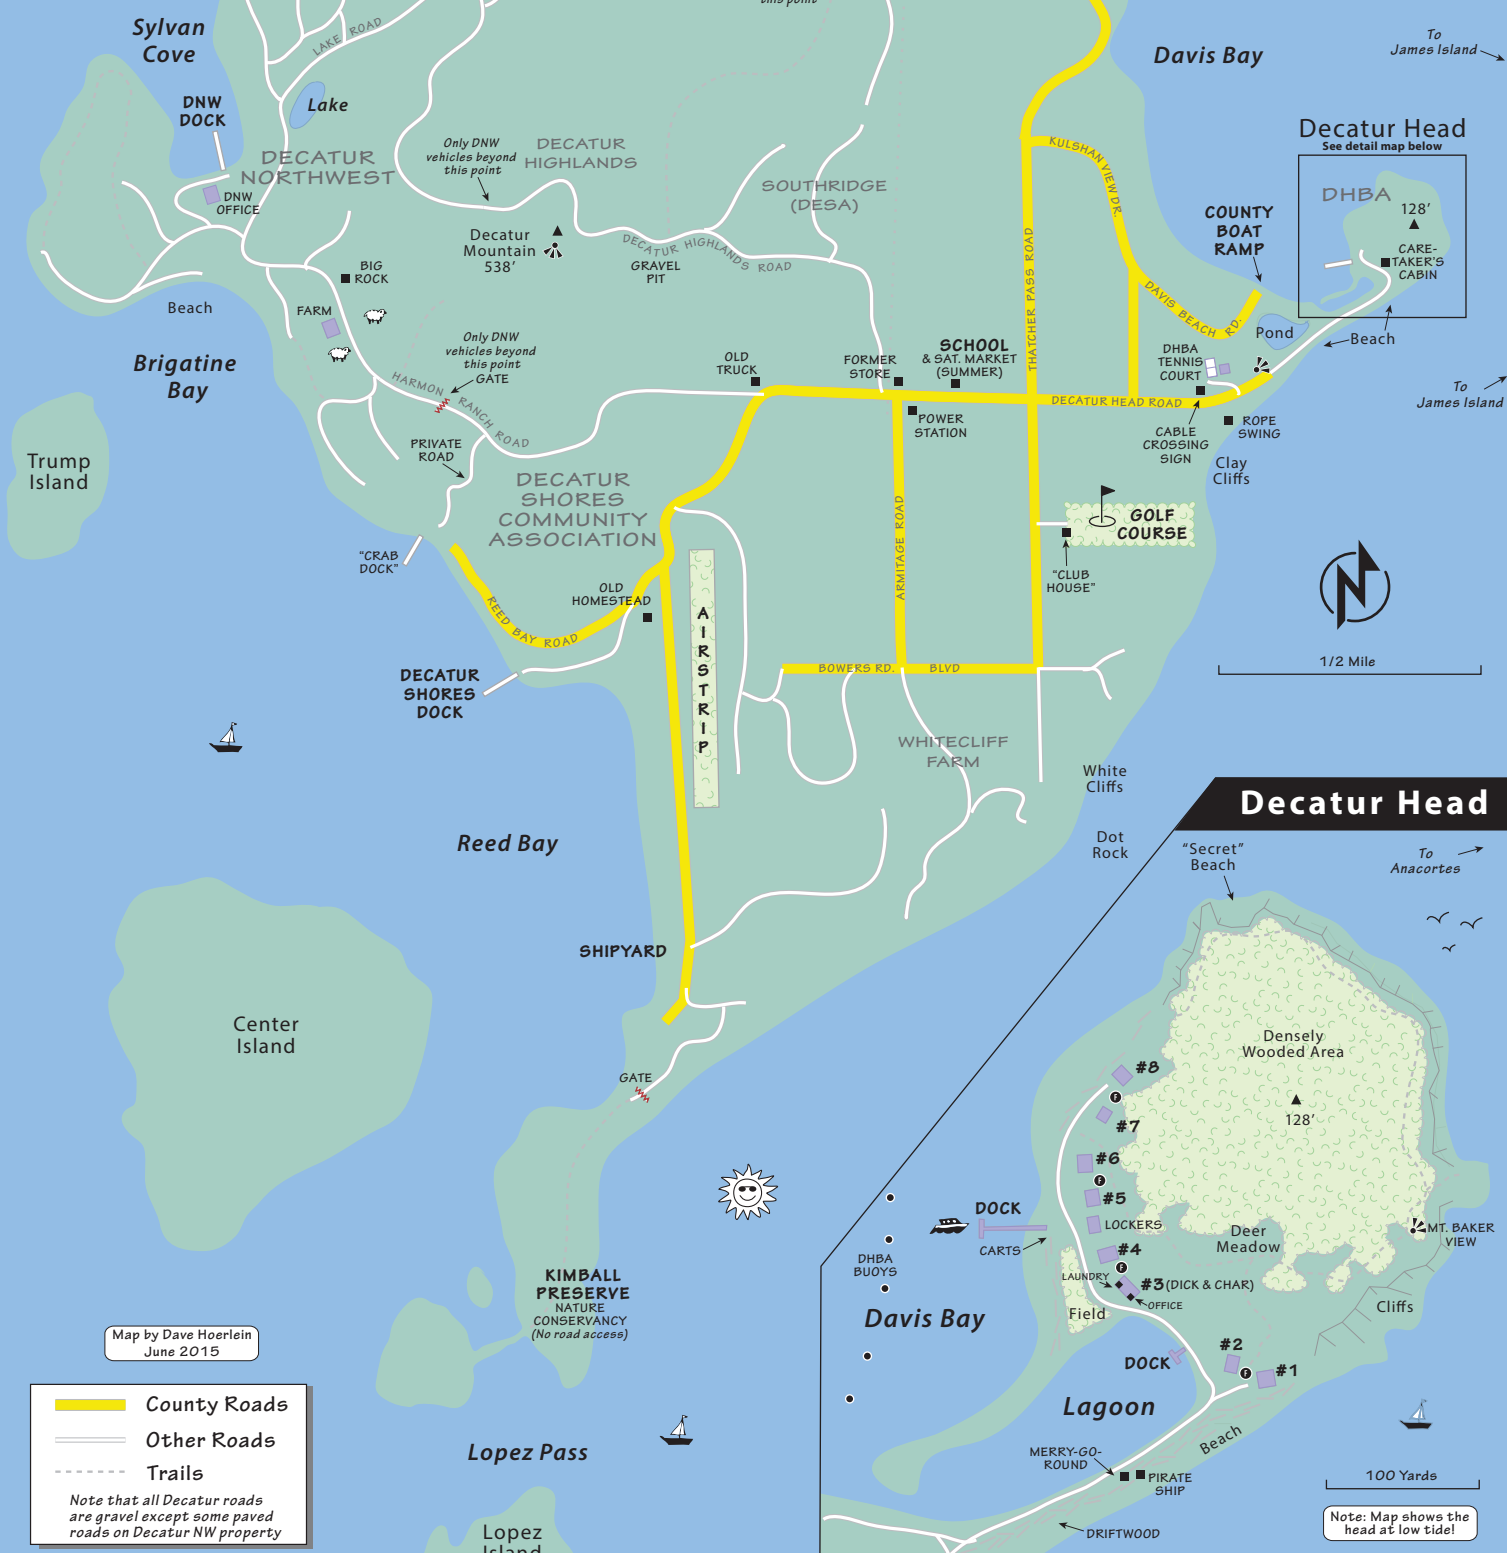 this point
Sylvan
Cove
LAKE ROAD
Davis Bay
To
James Island
DNW
DOCK
Lake
Decatur Head
See detail map below
DECATUR
NORTHWEST
Only DNW
vehicles beyond
this point
DECATUR
HIGHLANDS
KULSHAN VIEW DR.
SOUTHRIDGE
(DESA)
DHBA
128’
DNW
OFFICE
COUNTY
BOAT
RAMP
CARE-
TAKER’S
CABIN
Decatur
Mountain
538’
DECATUR HIGHLANDS ROAD
GRAVEL
PIT
THATCHER PASS ROAD
BIG
ROCK
Beach
FARM
DAVIS BEACH RD.
Pond
Beach
Brigatine
Bay
Only DNW
vehicles beyond
this point
GATE
OLD
TRUCK
FORMER
STORE
SCHOOL
& SAT. MARKET
(SUMMER)
DHBA
TENNIS
COURT
To
James Island
HARMON RANCH ROAD
DECATUR HEAD ROAD
POWER
STATION
CABLE
CROSSING
SIGN
ROPE
SWING
PRIVATE
ROAD
Clay
Cliffs
Trump
Island
DECATUR
SHORES
COMMUNITY
ASSOCIATION
ARMITAGE ROAD
GOLF
COURSE
“CRAB
DOCK”
“CLUB
HOUSE”
N
OLD
HOMESTEAD
REED BAY ROAD
AIRSTRIP
1/2 Mile
BOWERS RD.
BLVD
DECATUR
SHORES
DOCK
WHITECLIFF
FARM
White
Cliffs
Decatur Head
Reed Bay
Dot
Rock
“Secret”
Beach
To
Anacortes
SHIPYARD
Center
Island
Densely
Wooded Area
128’
GATE
#8
#7
#6
#5
LOCKERS
DOCK
CARTS
DHBA
BUOYS
Deer
Meadow
MT. BAKER
VIEW
#4
LAUNDRY
#3 (DICK & CHAR)
OFFICE
F
F
F
F
KIMBALL
PRESERVE
NATURE
CONSERVANCY
(No road access)
Davis Bay
Field
Cliffs
Map by Dave Hoerlein
June 2015
DOCK
#2
#1
County Roads
Other Roads
Trails
Note that all Decatur roads
are gravel except some paved
roads on Decatur NW property
Lagoon
Lopez Pass
Beach
MERRY-GO-
ROUND
PIRATE
SHIP
100 Yards
Note: Map shows the
head at low tide!
DRIFTWOOD
Lopez
Island